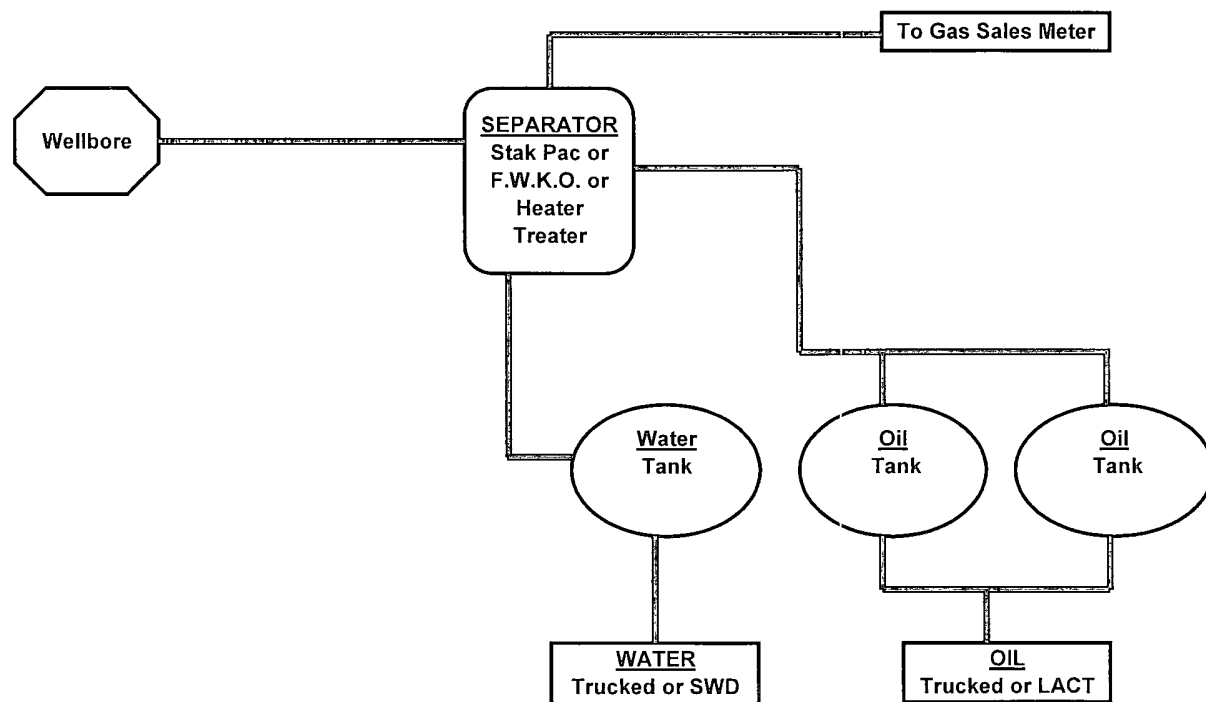 To Gas Sales Meter
Wellbore
SEPARATOR
Stak Pac or
F.W.K.O. or
Heater
Treater
Water
Tank
Oil
Tank
Oil
Tank
WATER
Trucked or SWD
OIL
Trucked or LACT